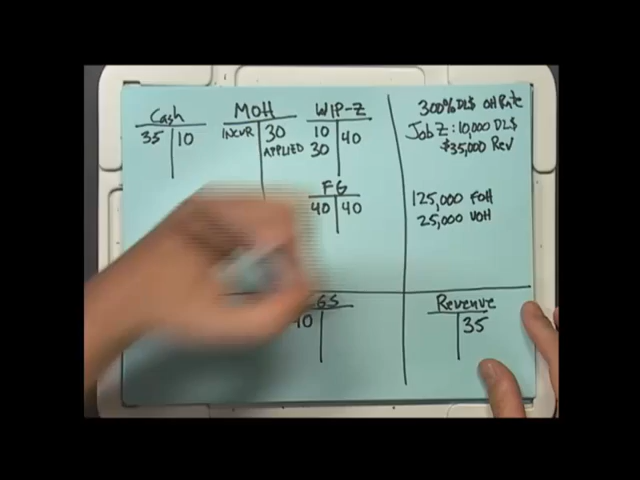 Cash
35 10
MOH
INCUR 30
APPLIED
WIP-Z
10 40
30
FG
40 40
GS
Revenue
35
300% DL$ OH Rate
Job Z: 10,000 DL$
$35,000 Rev
125,000 FOH
25,000 VOH